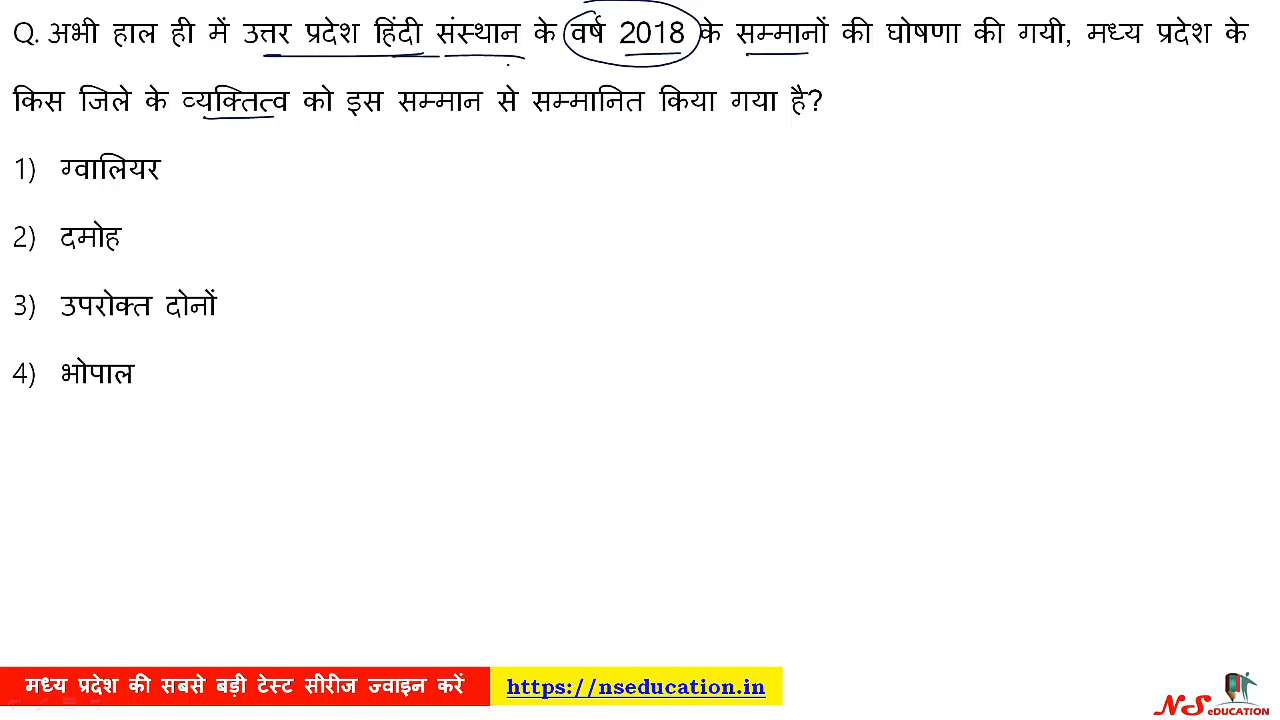 Q. अभी हाल ही में उत्तर प्रदेश हिंदी संस्थान के वर्ष 2018 के सम्मानों की घोषणा की गयी, मध्य प्रदेश के
किस जिले के व्यक्तित्व को इस सम्मान से सम्मानित किया गया है?
1) ग्वालियर
2) दमोह
3) उपरोक्त दोनों
4) भोपाल
मध्य प्रदेश की सबसे बड़ी टेस्ट सीरीज ज्वाइन करें https://nseducation.in
NS eDUCATION